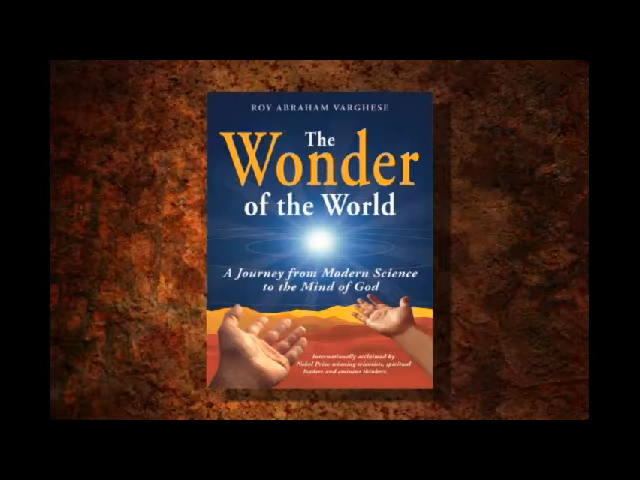 ROY ABRAHAM VARGHESE
The
Wonder
of the World
A Journey from Modern Science
to the Mind of God
Internationally acclaimed by
Nobel Prize-winning scientists, spiritual
leaders and eminent thinkers.